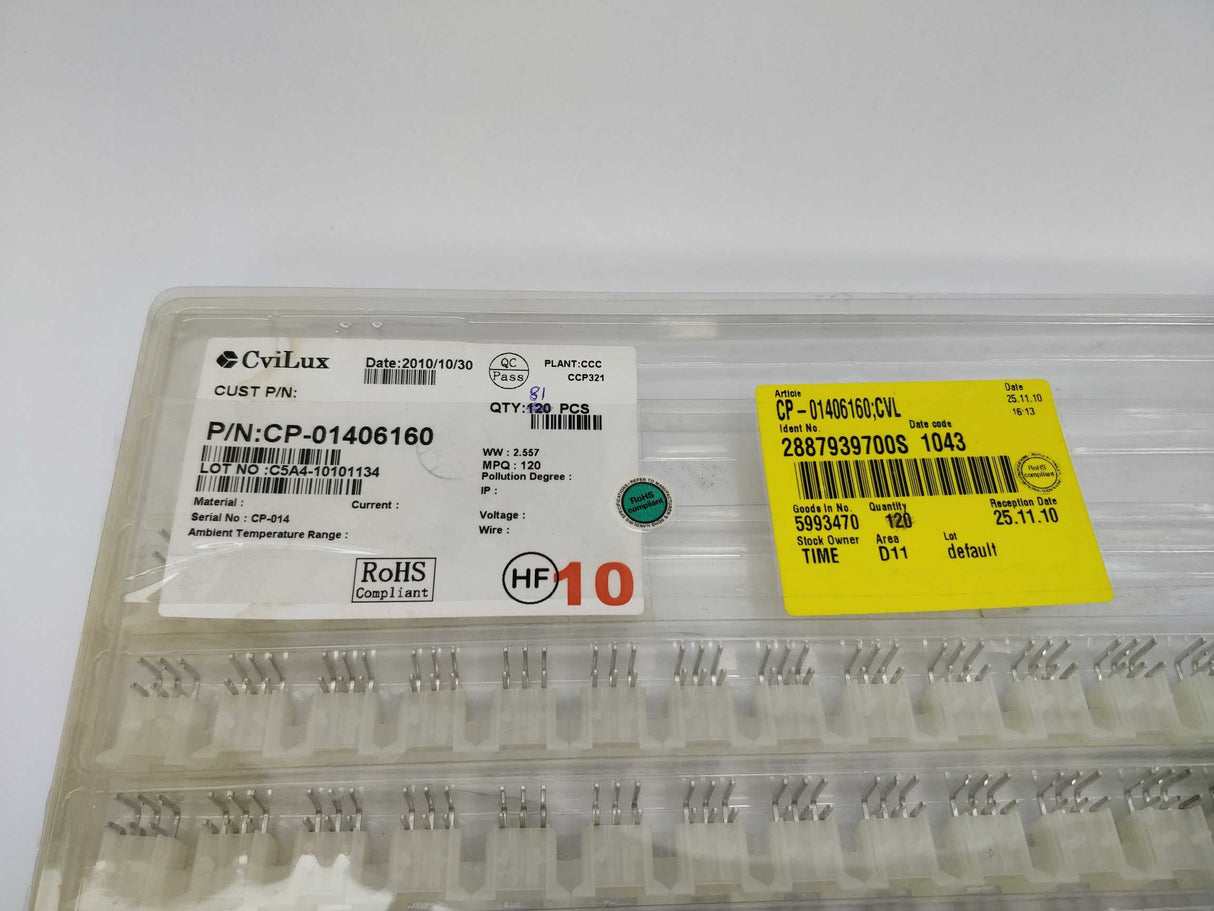 CviLux
Date:2010/10/30
QC
Pass
PLANT:CCC
CCP321
CUST P/N:
81
QTY:120 PCS
P/N:CP-01406160
LOT NO :C5A4-10101134
WW : 2.557
MPQ : 120
Pollution Degree :
IP :
Material :
Current :
Voltage :
Serial No : CP-014
Wire :
Ambient Temperature Range :
RoHS
Compliant
HF
10
RoHS
compliant
Article
CP-01406160;CVL
Date
25.11.10
16:13
Ident No.
Date code
2887939700S 1043
RoHS
compliant
Goods in No.
5993470
Quantity
120
Reception Date
25.11.10
Stock Owner
TIME
Area
D11
Lot
default